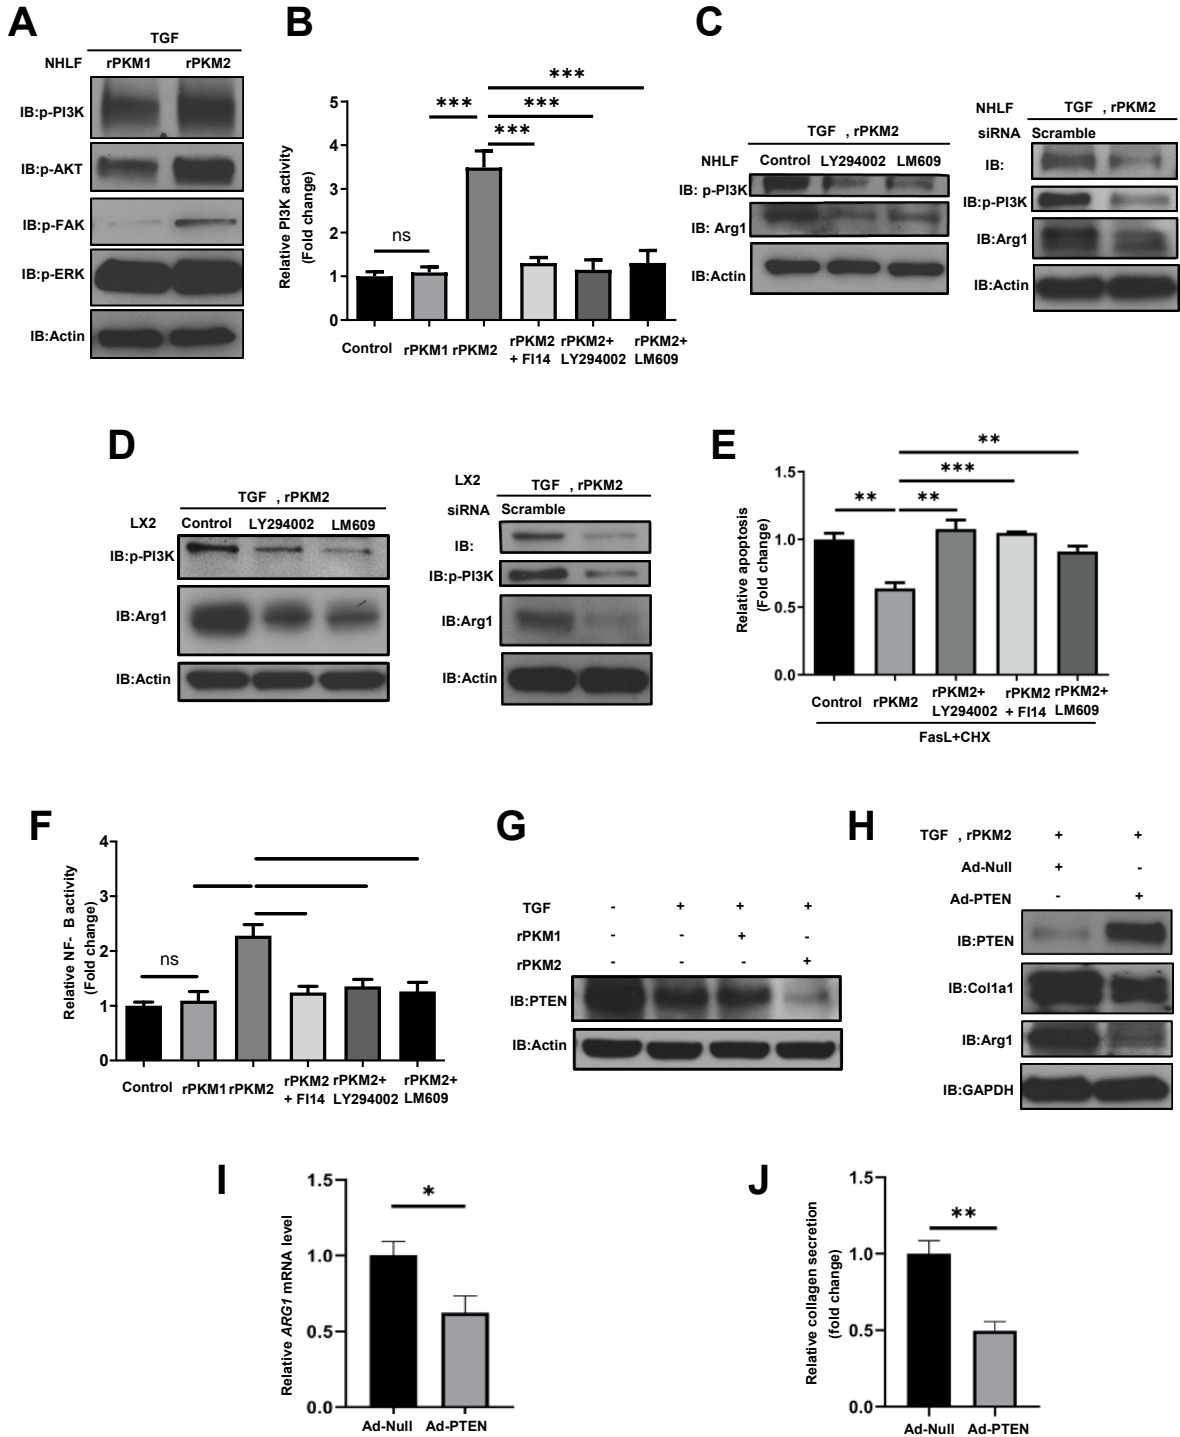 A
TGF
NHLF rPKM1 rPKM2
IB:p-PI3K
IB:p-AKT
IB:p-FAK
IB:p-ERK
IB:Actin
B
Relative PI3K activity
(Fold change)
5
4
3
2
1
0
ns
***
***
***
***
Control rPKM1 rPKM2 rPKM2 + FI14 rPKM2+ LY294002 rPKM2+ LM609
C
TGF , rPKM2
NHLF Control LY294002 LM609
IB: p-PI3K
IB: Arg1
IB:Actin
NHLF TGF , rPKM2
siRNA Scramble
IB:
IB:p-PI3K
IB:Arg1
IB:Actin
D
TGF , rPKM2
LX2 Control LY294002 LM609
IB:p-PI3K
IB:Arg1
IB:Actin
LX2 TGF , rPKM2
siRNA Scramble
IB:
IB:p-PI3K
IB:Arg1
IB:Actin
E
Relative apoptosis
(Fold change)
1.5
1.0
0.5
0.0
**
**
***
**
Control rPKM2 rPKM2+ LY294002 rPKM2 + FI14 rPKM2+ LM609
FasL+CHX
F
Relative NF- B activity
(Fold change)
4
3
2
1
0
ns
Control rPKM1 rPKM2 rPKM2 + FI14 rPKM2+ LY294002 rPKM2+ LM609
G
TGF - + + +
rPKM1 - - + -
rPKM2 - - - +
IB:PTEN
IB:Actin
H
TGF , rPKM2 + +
Ad-Null + -
Ad-PTEN - +
IB:PTEN
IB:Col1a1
IB:Arg1
IB:GAPDH
I
Relative ARG1 mRNA level
1.5
1.0
0.5
0.0
*
Ad-Null Ad-PTEN
J
Relative collagen secretion
(fold change)
1.5
1.0
0.5
0.0
**
Ad-Null Ad-PTEN